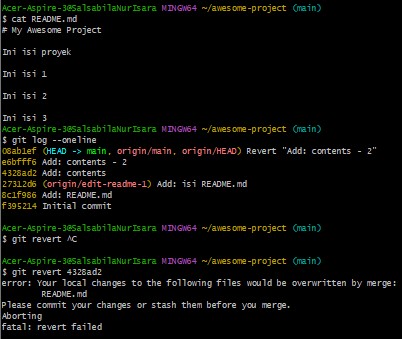 Acer-Aspire-30@SalsabilaNurIsara MINGW64 ~/awesome-project (main)
$ cat README.md
# My Awesome Project
Ini isi proyek
Ini isi 1
Ini isi 2
Ini isi 3
Acer-Aspire-30@SalsabilaNurIsara MINGW64 ~/awesome-project (main)
$ git log --oneline
08ab1ef (HEAD -> main, origin/main, origin/HEAD) Revert "Add: contents - 2"
e6bfff6 Add: contents - 2
4328ad2 Add: contents
27312d6 (origin/edit-readme-1) Add: isi README.md
8c1f986 Add: README.md
f395214 Initial commit
Acer-Aspire-30@SalsabilaNurIsara MINGW64 ~/awesome-project (main)
$ git revert ^C
Acer-Aspire-30@SalsabilaNurIsara MINGW64 ~/awesome-project (main)
$ git revert 4328ad2
error: Your local changes to the following files would be overwritten by merge:
README.md
Please commit your changes or stash them before you merge.
Aborting
fatal: revert failed